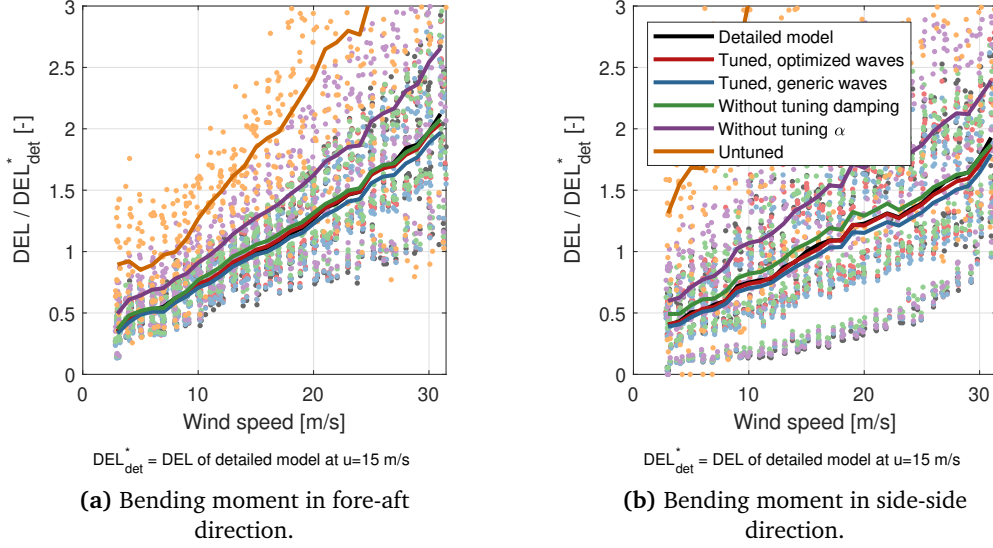 3
2.5
2
1.5
1
0.5
0
DEL / DEL*det [-]
0 10 20 30
Wind speed [m/s]
DEL*det = DEL of detailed model at u=15 m/s
(a) Bending moment in fore-aft
direction.
3
2.5
2
1.5
1
0.5
0
DEL / DEL*det [-]
Detailed model
Tuned, optimized waves
Tuned, generic waves
Without tuning damping
Without tuning α
Untuned
0 10 20 30
Wind speed [m/s]
DEL*det = DEL of detailed model at u=15 m/s
(b) Bending moment in side-side
direction.